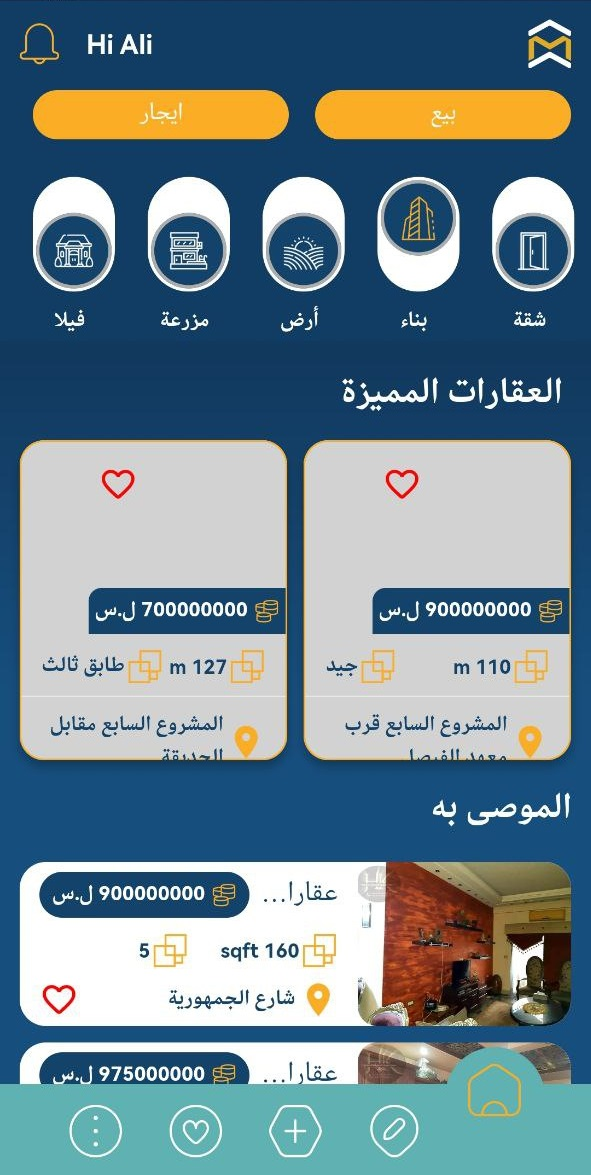 Hi Ali
بيع
ايجار
شقة
بناء
أرض
مزرعة
فيلا
العقارات المميزة
900000000 ل.س
110 m
جيد
المشروع السابع قرب
معهد الفيصل
700000000 ل.س
127 m
طابق ثالث
المشروع السابع مقابل
الحديقة
الموصى به
عقارا...
900000000 ل.س
160 sqft
5
شارع الجمهورية
عقارا...
975000000 ل.س